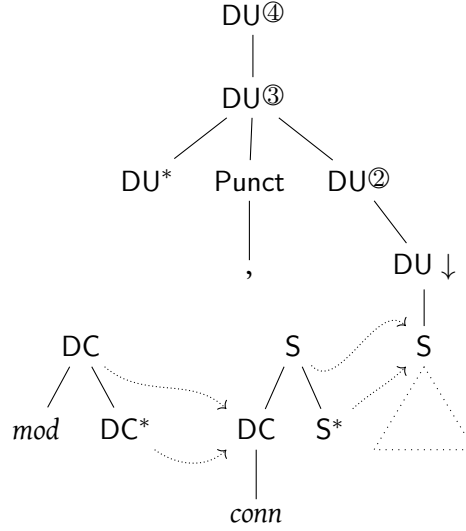 DU④
DU③
DU* Punct DU②
,
DU ↓
DC S S
mod DC* DC S*
conn